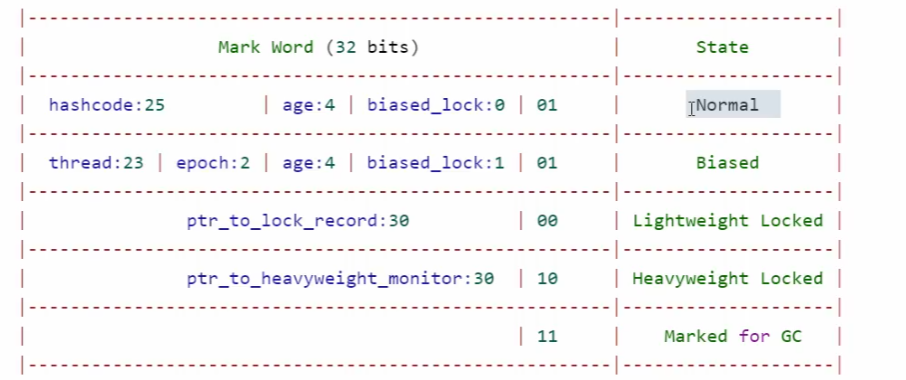 |-------------------------------------------------------|--------------------|
| Mark Word (32 bits) | State |
|-------------------------------------------------------|--------------------|
| hashcode:25 | age:4 | biased_lock:0 | 01 | Normal |
|-------------------------------------------------------|--------------------|
| thread:23 | epoch:2 | age:4 | biased_lock:1 | 01 | Biased |
|-------------------------------------------------------|--------------------|
| ptr_to_lock_record:30 | 00 | Lightweight Locked |
|-------------------------------------------------------|--------------------|
| ptr_to_heavyweight_monitor:30 | 10 | Heavyweight Locked |
|-------------------------------------------------------|--------------------|
| | 11 | Marked for GC |
|-------------------------------------------------------|--------------------|